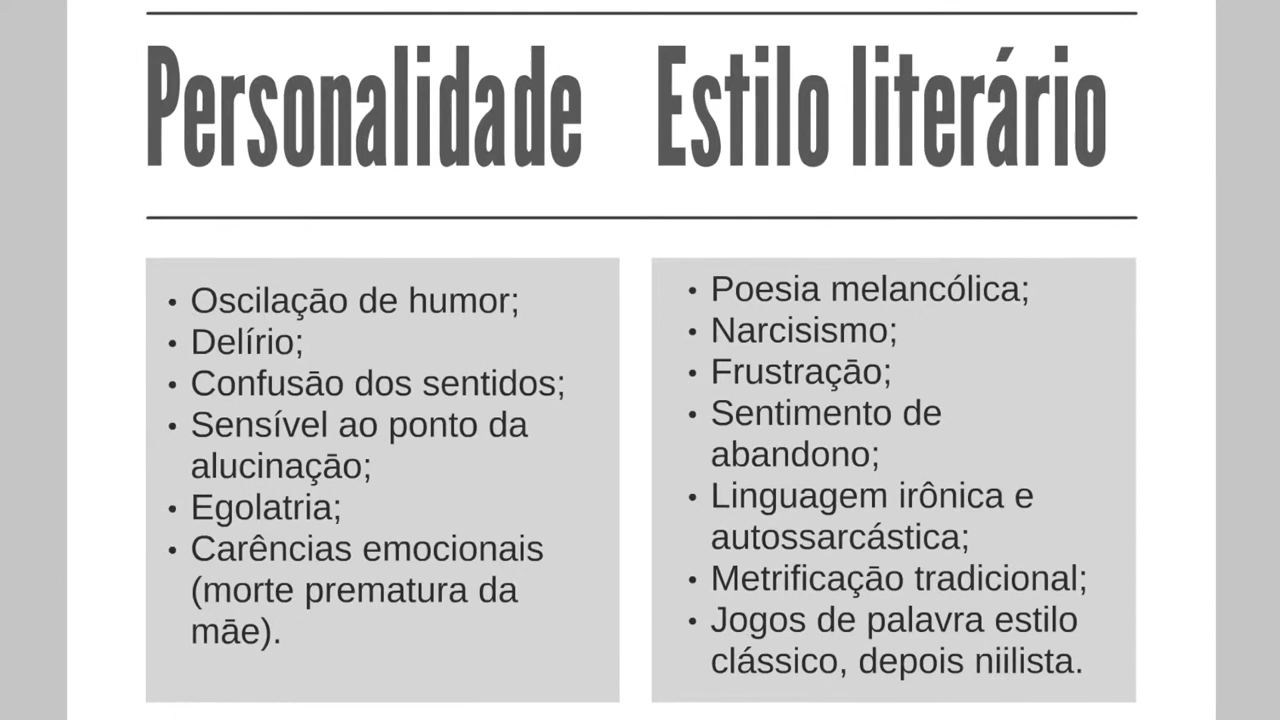 Personalidade
Estilo literário
• Oscilação de humor;
• Delírio;
• Confusão dos sentidos;
• Sensível ao ponto da
alucinação;
• Egolatria;
• Carências emocionais
(morte prematura da
mãe).
• Poesia melancólica;
• Narcisismo;
• Frustração;
• Sentimento de
abandono;
• Linguagem irônica e
autossarcástica;
• Metrificação tradicional;
• Jogos de palavra estilo
clássico, depois niilista.